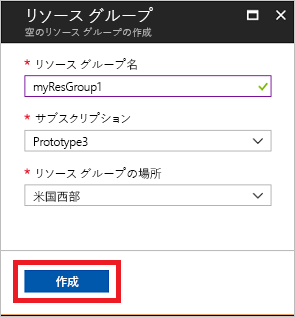 リソース グループ
空のリソース グループの作成
* リソース グループ名
myResGroup1
* サブスクリプション
Prototype3
* リソース グループの場所
米国西部
作成